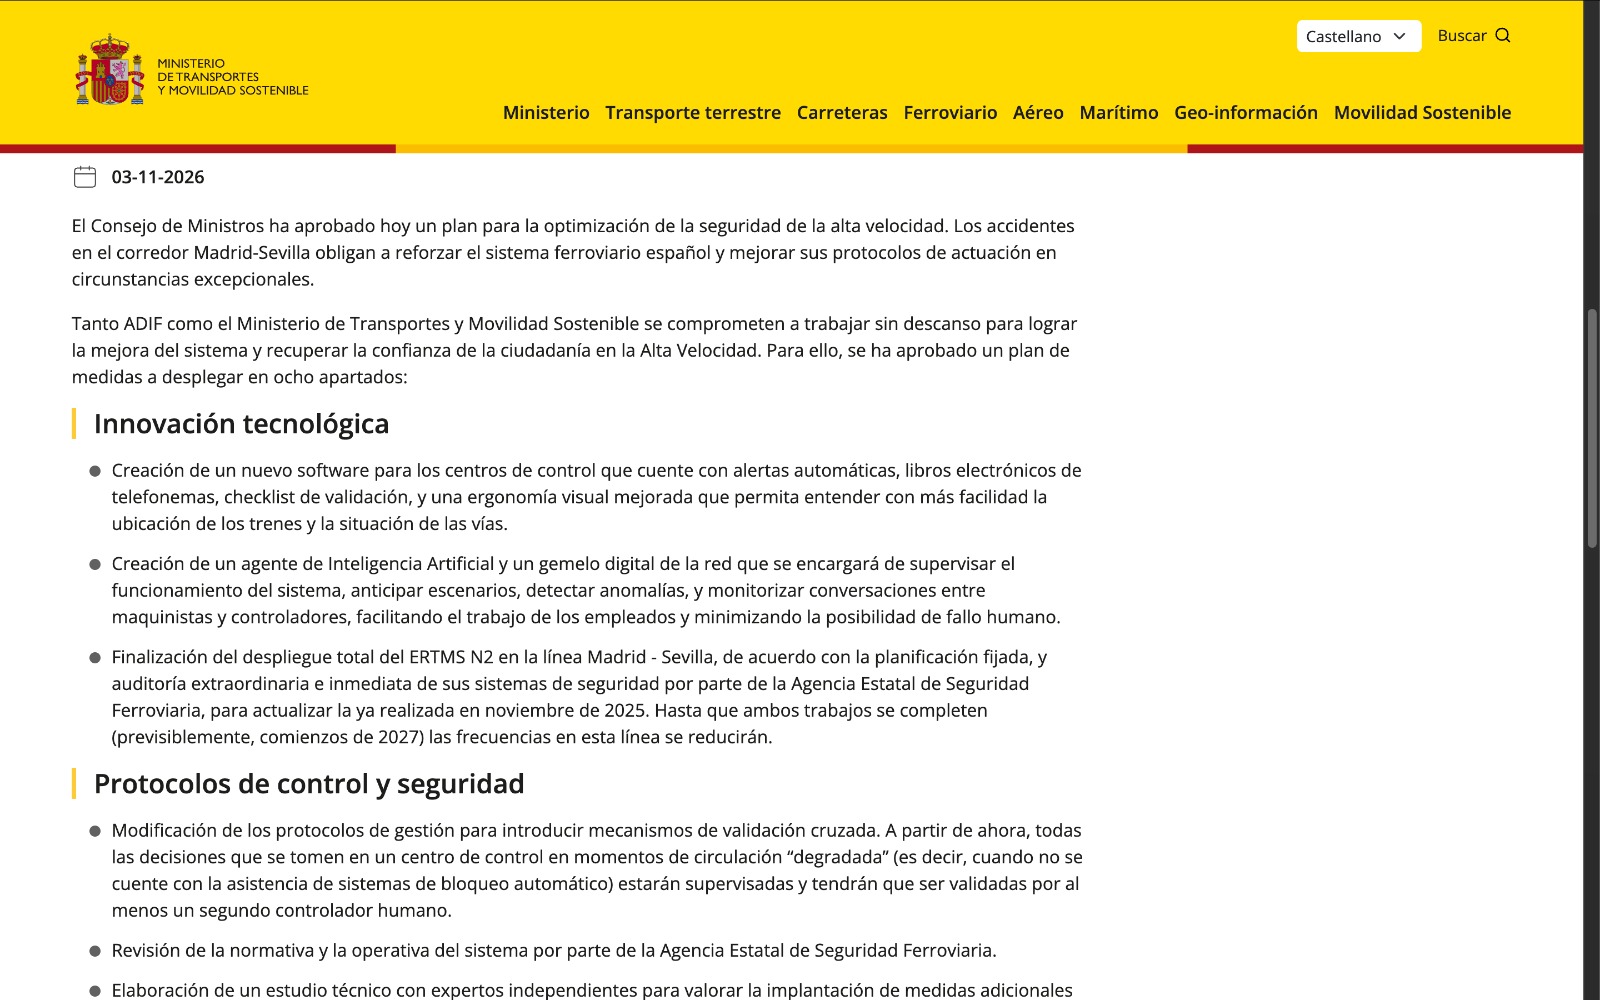 Castellano
Buscar
MINISTERIO
DE TRANSPORTES
Y MOVILIDAD SOSTENIBLE
Ministerio Transporte terrestre Carreteras Ferroviario Aéreo Marítimo Geo-información Movilidad Sostenible
03-11-2026
El Consejo de Ministros ha aprobado hoy un plan para la optimización de la seguridad de la alta velocidad. Los accidentes
en el corredor Madrid-Sevilla obligan a reforzar el sistema ferroviario español y mejorar sus protocolos de actuación en
circunstancias excepcionales.
Tanto ADIF como el Ministerio de Transportes y Movilidad Sostenible se comprometen a trabajar sin descanso para lograr
la mejora del sistema y recuperar la confianza de la ciudadanía en la Alta Velocidad. Para ello, se ha aprobado un plan de
medidas a desplegar en ocho apartados:
Innovación tecnológica
Creación de un nuevo software para los centros de control que cuente con alertas automáticas, libros electrónicos de
telefonemas, checklist de validación, y una ergonomía visual mejorada que permita entender con más facilidad la
ubicación de los trenes y la situación de las vías.
Creación de un agente de Inteligencia Artificial y un gemelo digital de la red que se encargará de supervisar el
funcionamiento del sistema, anticipar escenarios, detectar anomalías, y monitorizar conversaciones entre
maquinistas y controladores, facilitando el trabajo de los empleados y minimizando la posibilidad de fallo humano.
Finalización del despliegue total del ERTMS N2 en la línea Madrid - Sevilla, de acuerdo con la planificación fijada, y
auditoría extraordinaria e inmediata de sus sistemas de seguridad por parte de la Agencia Estatal de Seguridad
Ferroviaria, para actualizar la ya realizada en noviembre de 2025. Hasta que ambos trabajos se completen
(previsiblemente, comienzos de 2027) las frecuencias en esta línea se reducirán.
Protocolos de control y seguridad
Modificación de los protocolos de gestión para introducir mecanismos de validación cruzada. A partir de ahora, todas
las decisiones que se tomen en un centro de control en momentos de circulación “degradada” (es decir, cuando no se
cuente con la asistencia de sistemas de bloqueo automático) estarán supervisadas y tendrán que ser validadas por al
menos un segundo controlador humano.
Revisión de la normativa y la operativa del sistema por parte de la Agencia Estatal de Seguridad Ferroviaria.
Elaboración de un estudio técnico con expertos independientes para valorar la implantación de medidas adicionales